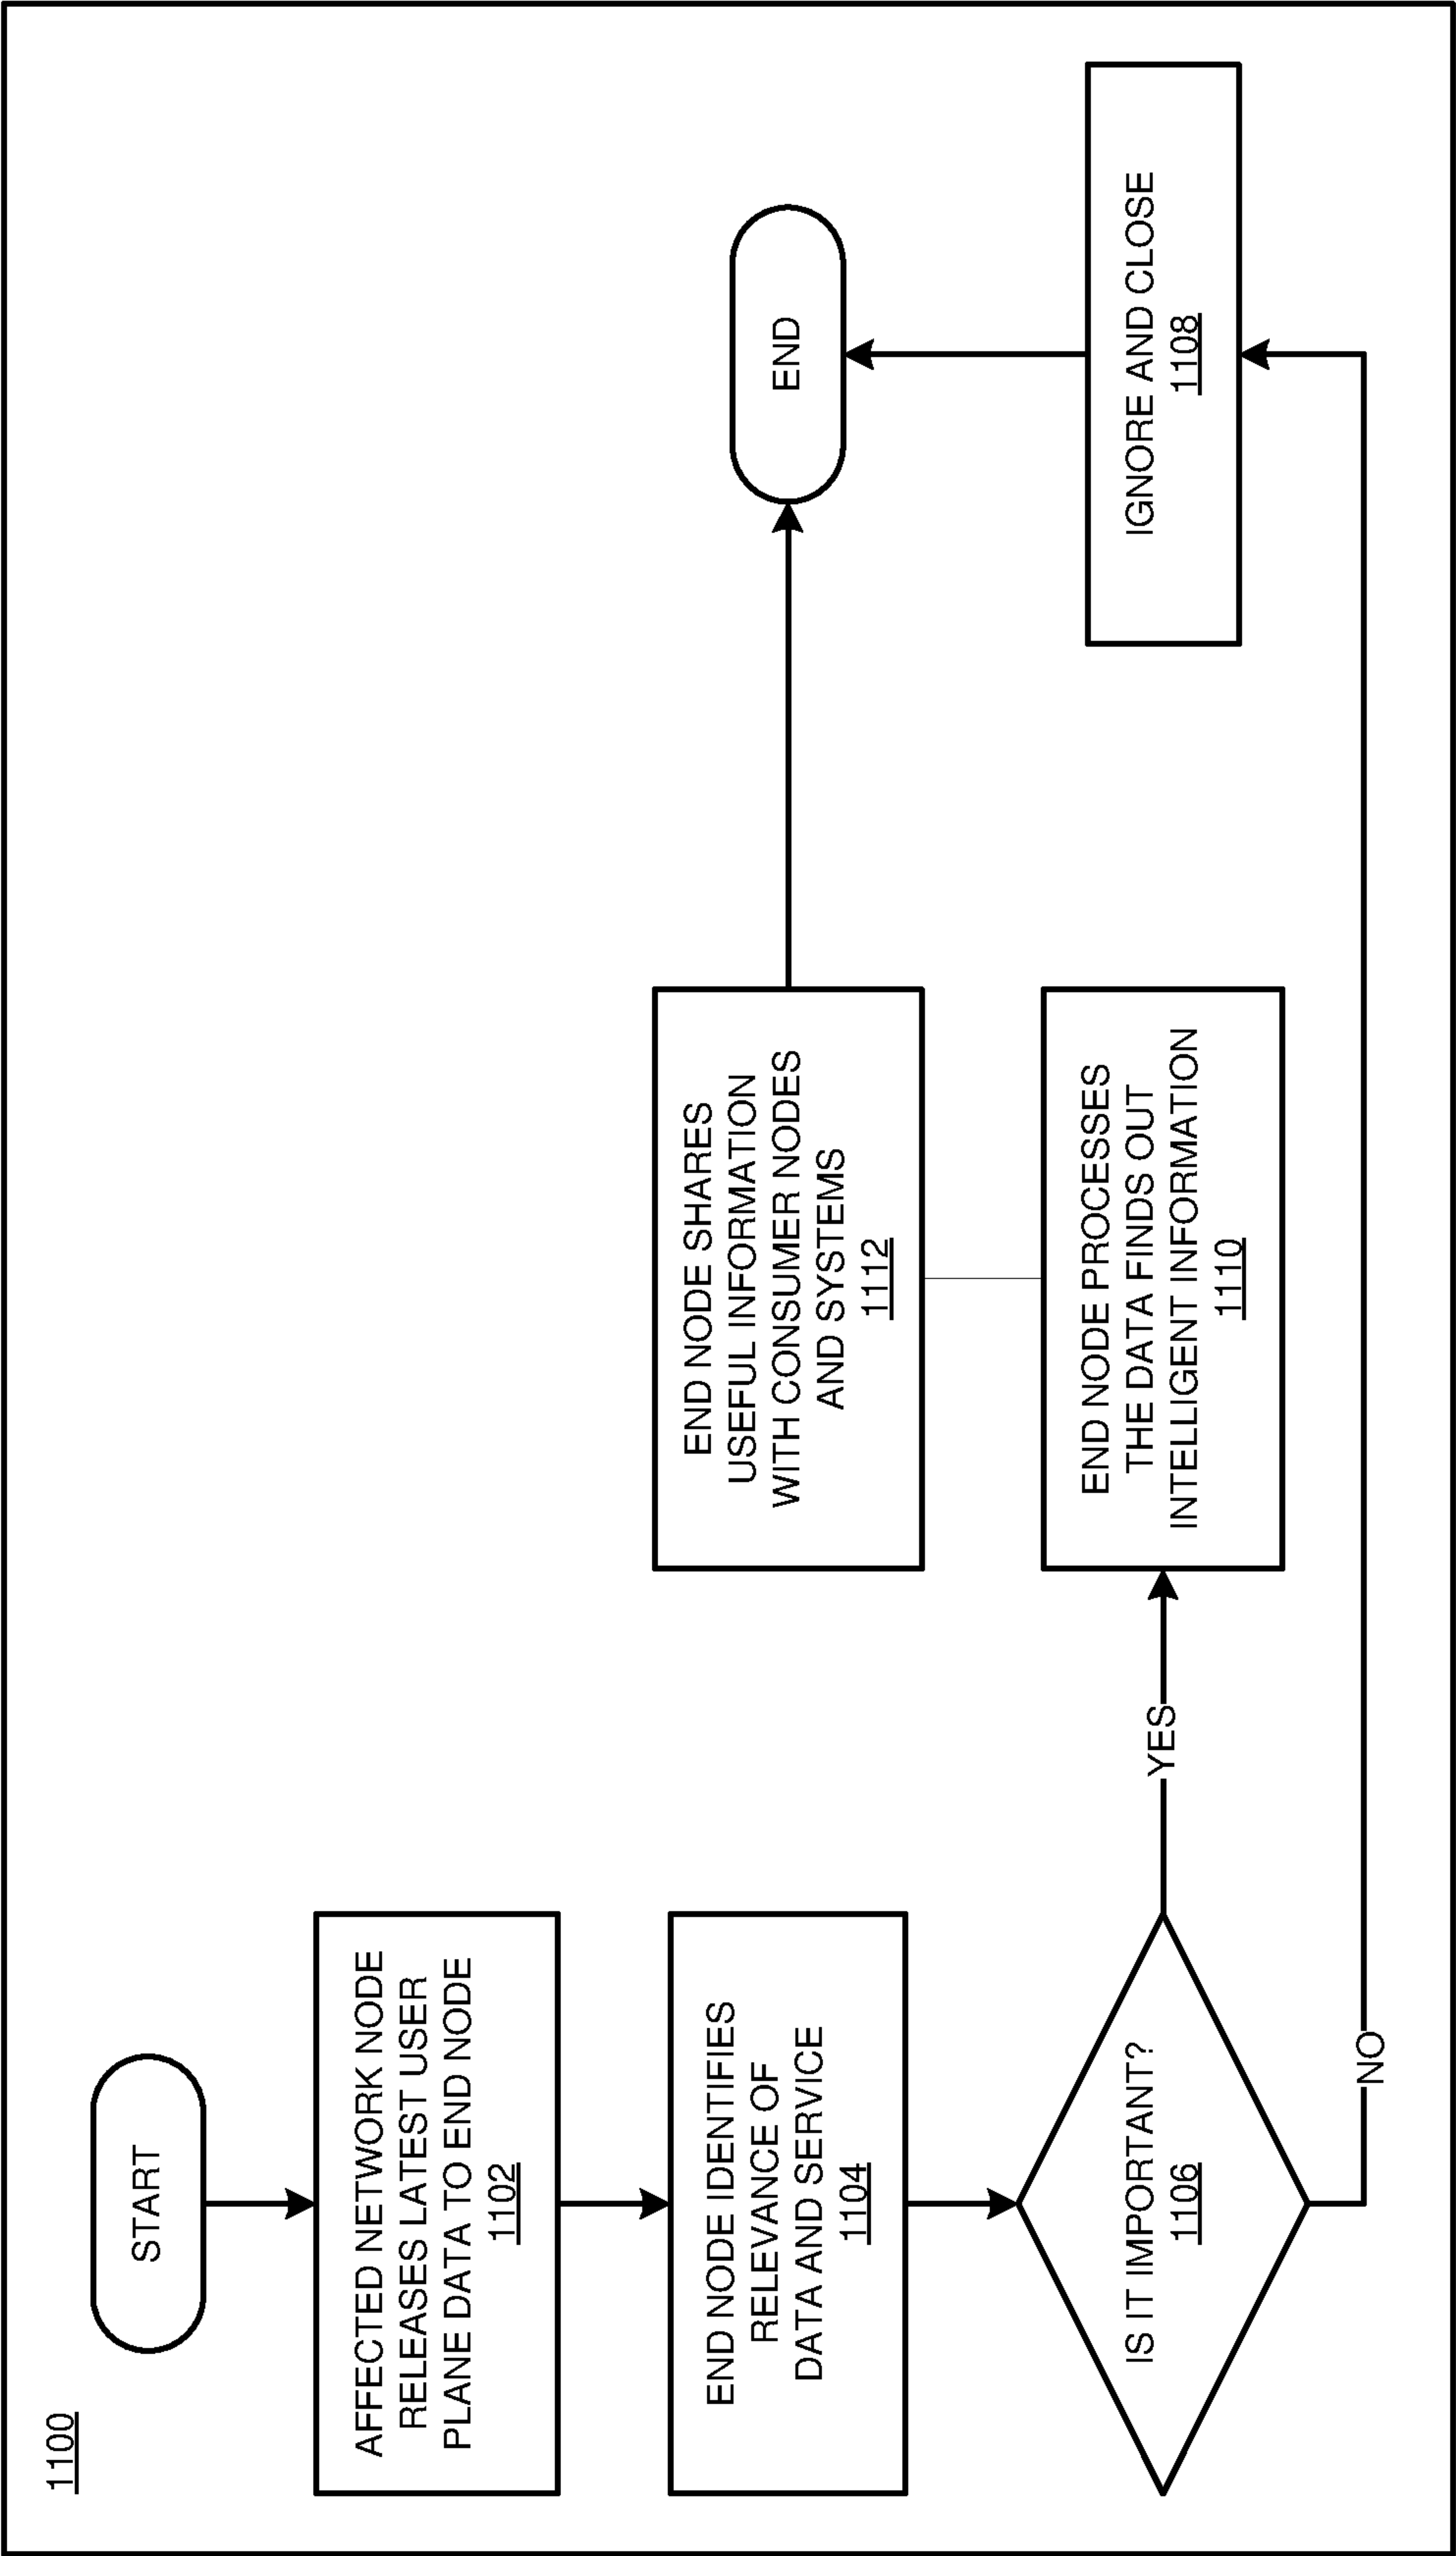 1100
START
AFFECTED NETWORK NODE
RELEASES LATEST USER
PLANE DATA TO END NODE
1102
END NODE IDENTIFIES
RELEVANCE OF
DATA AND SERVICE
1104
IS IT IMPORTANT?
1106
YES
NO
END NODE PROCESSES
THE DATA FINDS OUT
INTELLIGENT INFORMATION
1110
END NODE SHARES
USEFUL INFORMATION
WITH CONSUMER NODES
AND SYSTEMS
1112
IGNORE AND CLOSE
1108
END